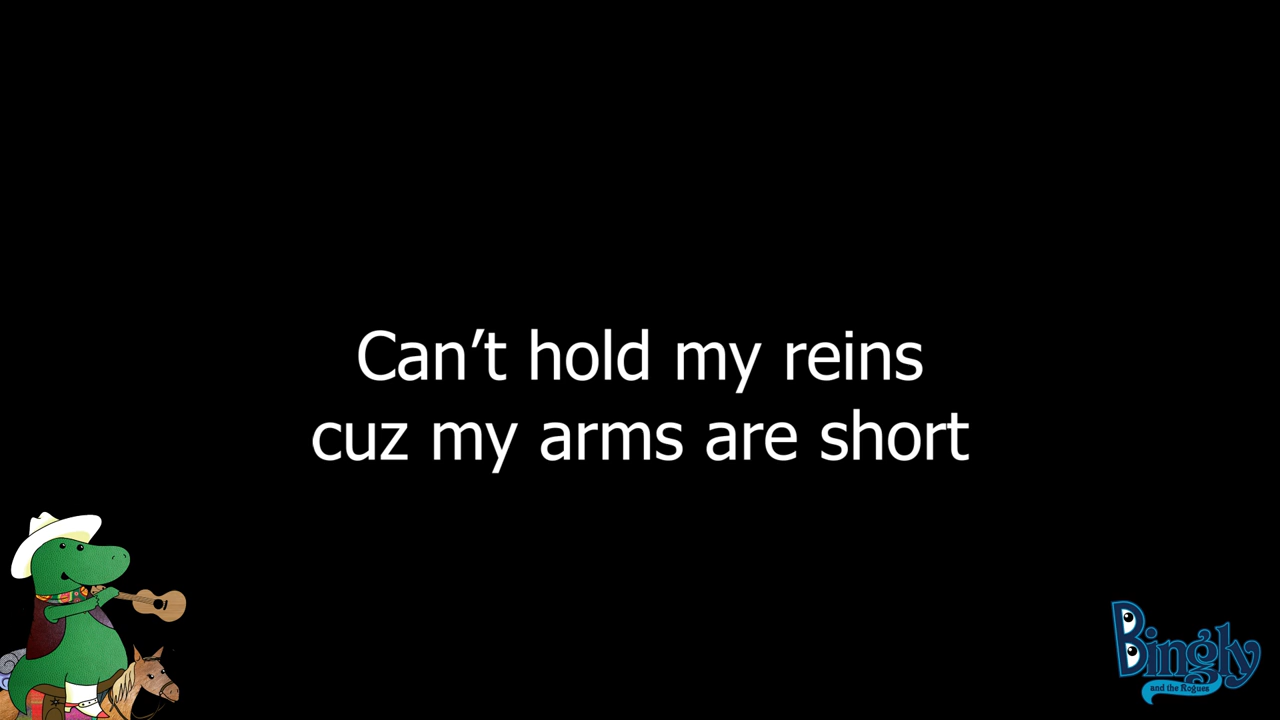 Can’t hold my reins
cuz my arms are short
Bingly
and the Rogues